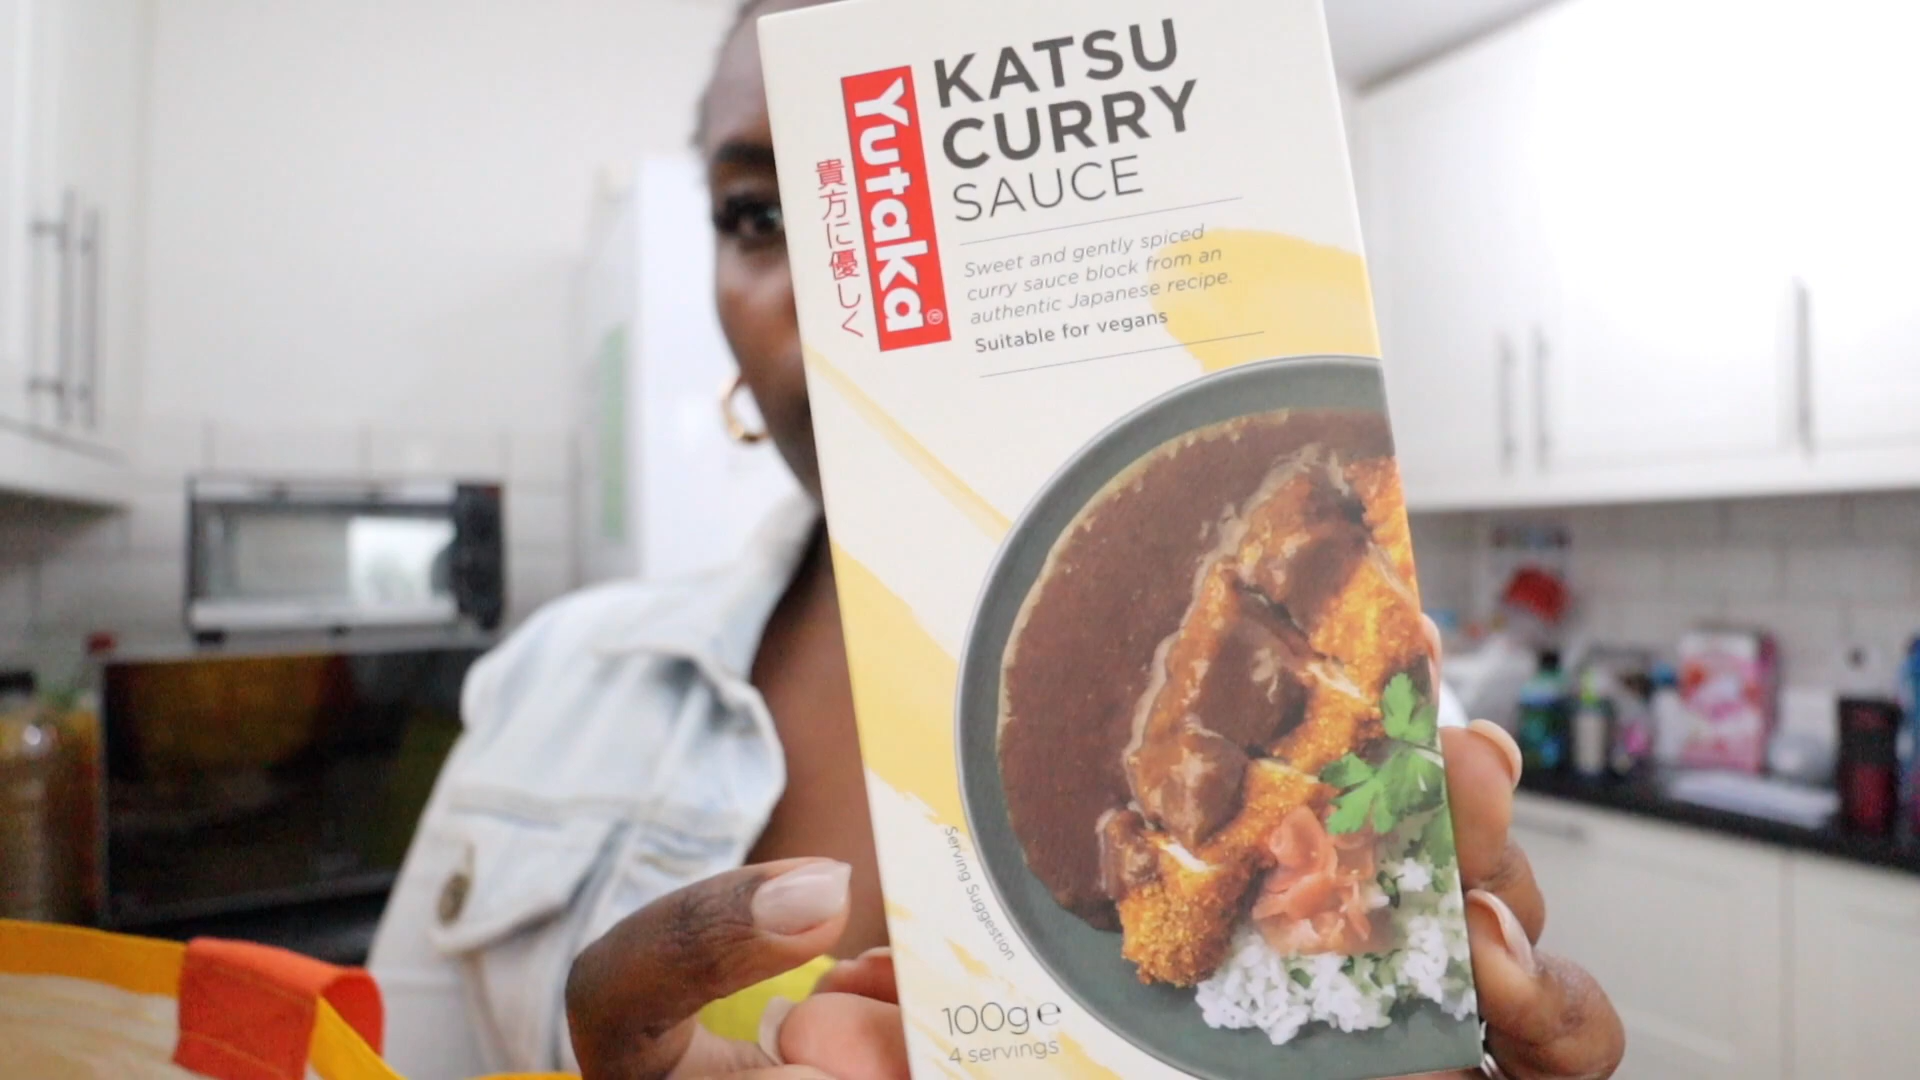 KATSU
CURRY
SAUCE
Yutaka®
貴方に優しく
Sweet and gently spiced
curry sauce block from an
authentic Japanese recipe.
Suitable for vegans
Serving Suggestion
100g e
4 servings